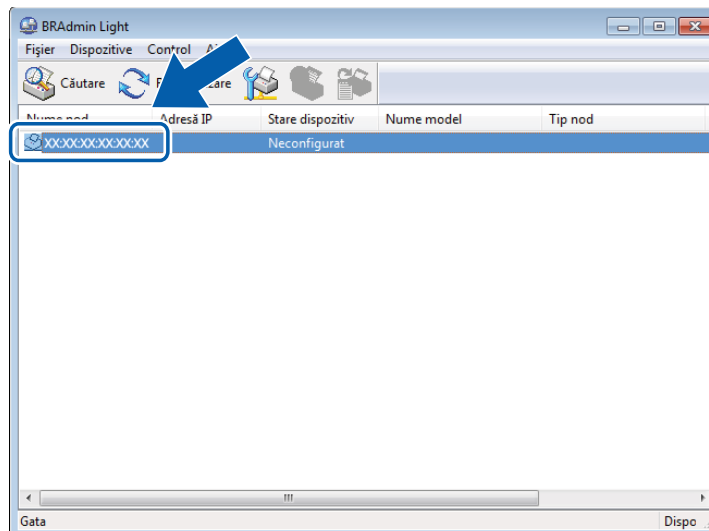 BRAdmin Light
Fişier Dispozitive Control
Căutare
Adresă IP Stare dispozitiv Nume model Tip nod
XX:XX:XX:XX:XX:XX Neconfigurat
Gata Dispo